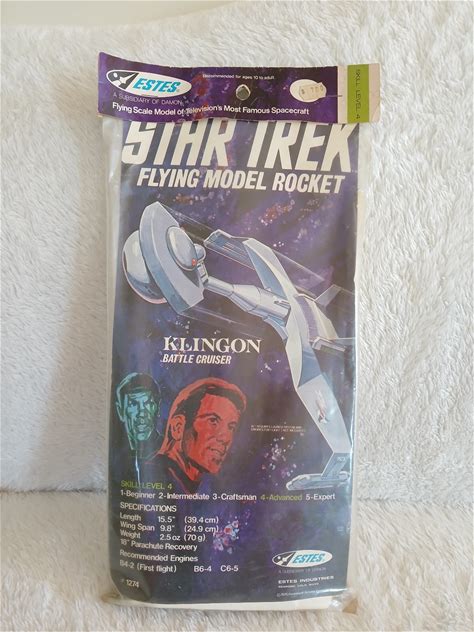 ESTES
Recommended for ages 10 to adult.
A SUBSIDIARY OF DAMON
Flying Scale Model of Television's Most Famous Spacecraft
SKILL LEVEL 4
STAR TREK
FLYING MODEL ROCKET
KLINGON
BATTLE CRUISER
SKILL LEVEL 4
1-Beginner 2-Intermediate 3-Craftsman 4-Advanced 5-Expert
SPECIFICATIONS
Length 15.5" (39.4 cm)
Wing Span 9.8" (24.9 cm)
Weight 2.5 oz (70 g)
18" Parachute Recovery
Recommended Engines
B4-2 (First flight) B6-4 C6-5
# 1274
ESTES
A SUBSIDIARY OF DAMON
ESTES INDUSTRIES